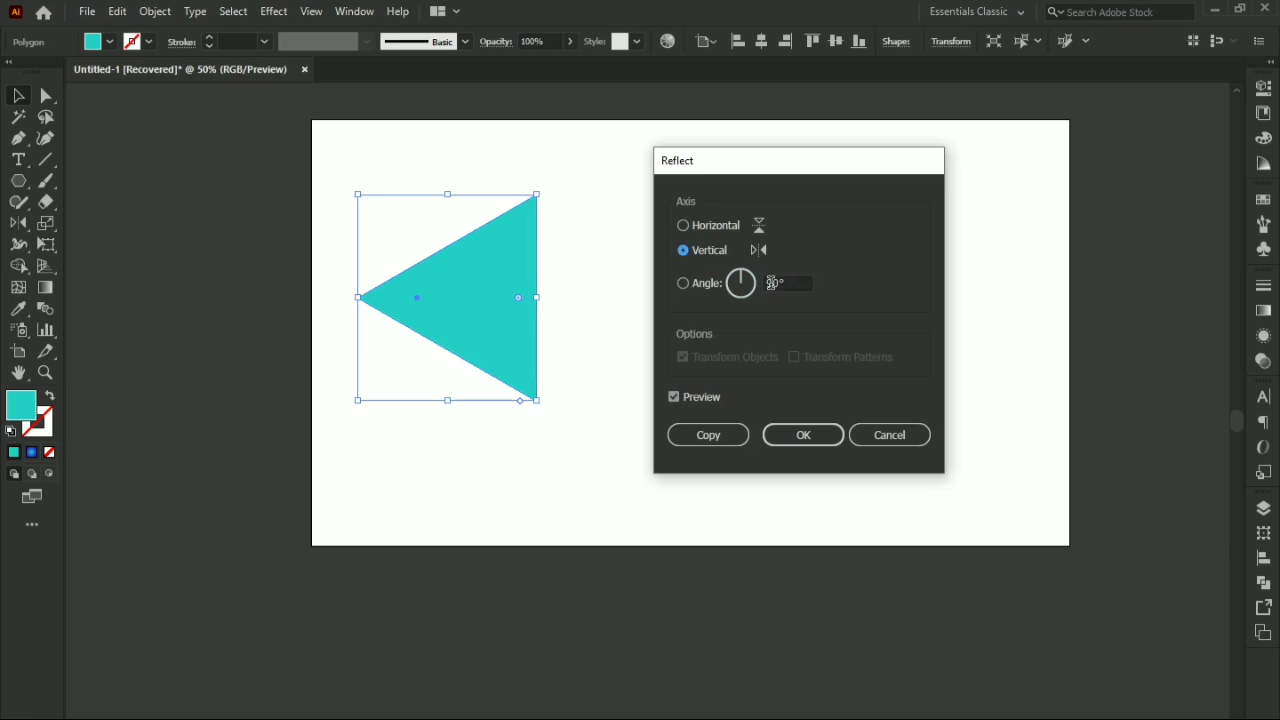 Ai File Edit Object Type Select Effect View Window Help Essentials Classic Search Adobe Stock
Polygon Stroke: Basic Opacity: 100% Style: Shape: Transform
Untitled-1 [Recovered]* @ 50% (RGB/Preview) ×
Reflect
Axis
Horizontal
Vertical
Angle: 90°
Options
Transform Objects Transform Patterns
Preview
Copy OK Cancel